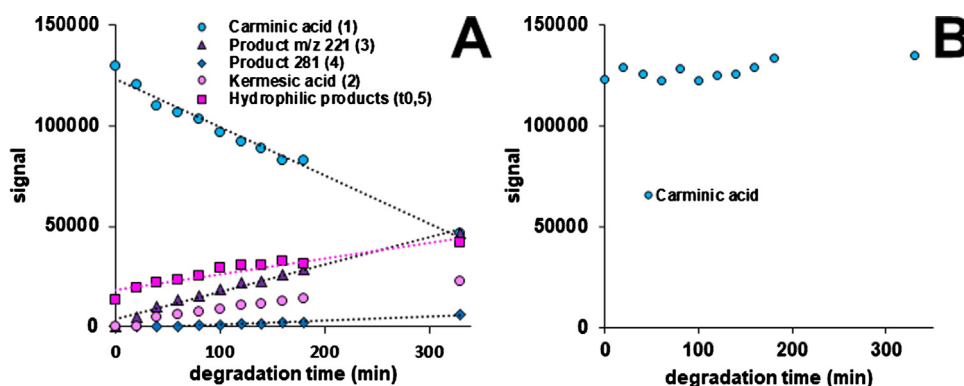 A
B
150000
100000
50000
0
signal
Carminic acid (1)
Product m/z 221 (3)
Product 281 (4)
Kermesic acid (2)
Hydrophilic products (t0,5)
0
100
200
300
degradation time (min)
150000
100000
50000
0
signal
Carminic acid
0
100
200
300
degradation time (min)